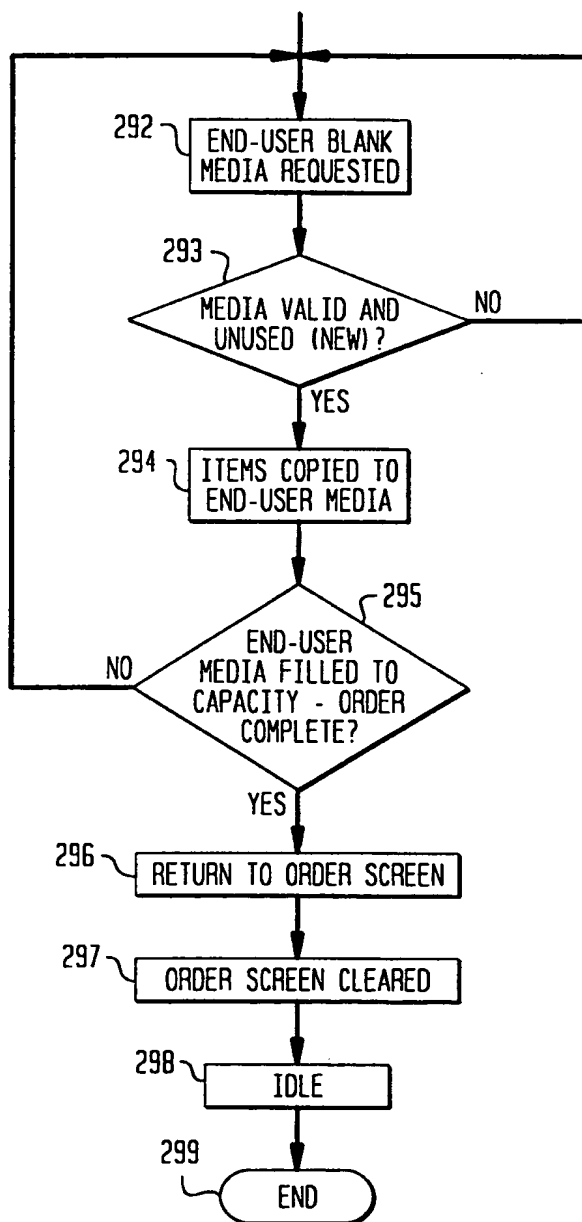 292
END-USER BLANK
MEDIA REQUESTED
293
MEDIA VALID AND
UNUSED (NEW)?
NO
YES
294
ITEMS COPIED TO
END-USER MEDIA
295
END-USER
MEDIA FILLED TO
CAPACITY - ORDER
COMPLETE?
NO
YES
296
RETURN TO ORDER SCREEN
297
ORDER SCREEN CLEARED
298
IDLE
299
END